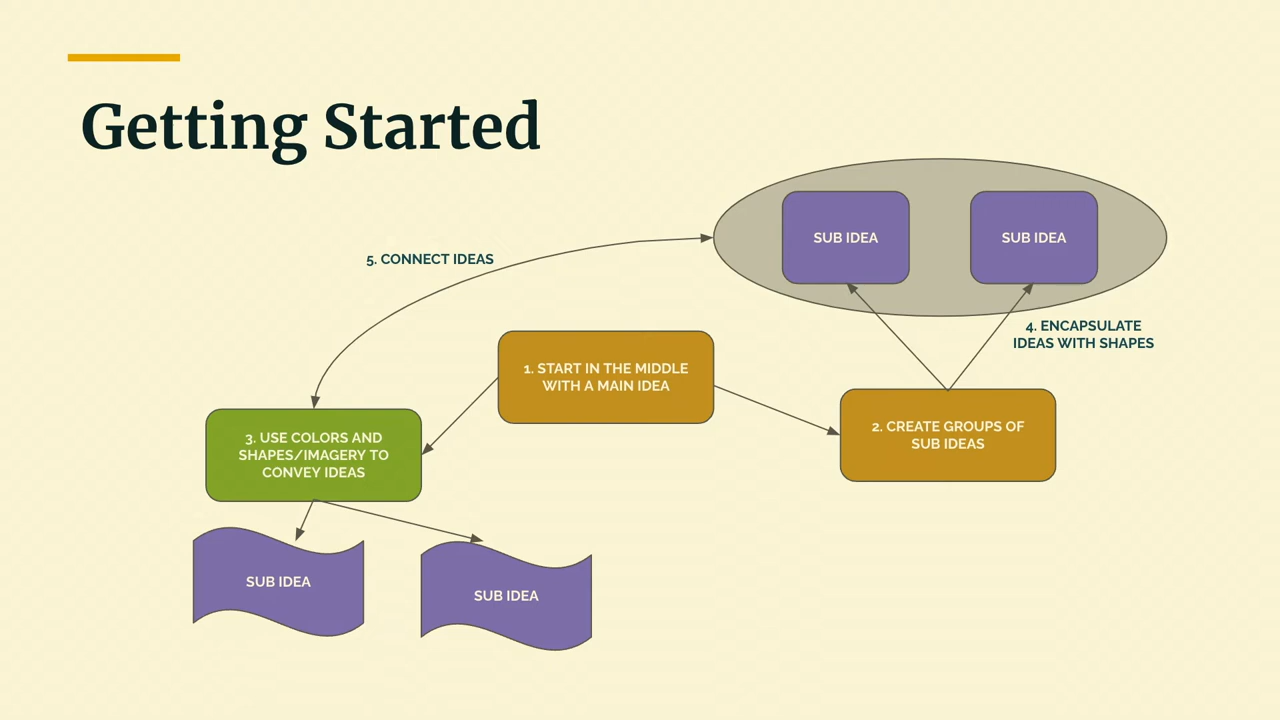 Getting Started
SUB IDEA
SUB IDEA
5. CONNECT IDEAS
4. ENCAPSULATE
IDEAS WITH SHAPES
1. START IN THE MIDDLE
WITH A MAIN IDEA
2. CREATE GROUPS OF
SUB IDEAS
3. USE COLORS AND
SHAPES/IMAGERY TO
CONVEY IDEAS
SUB IDEA
SUB IDEA